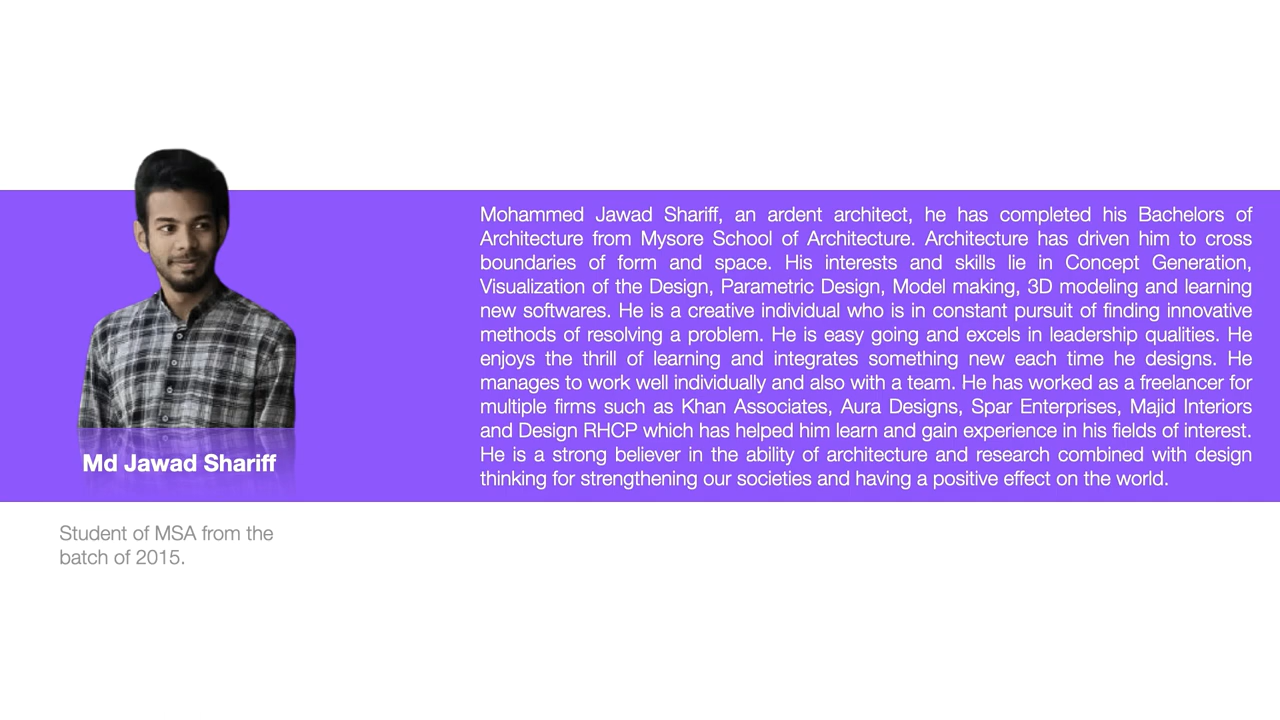 Mohammed Jawad Shariff, an ardent architect, he has completed his Bachelors of
Architecture from Mysore School of Architecture. Architecture has driven him to cross
boundaries of form and space. His interests and skills lie in Concept Generation,
Visualization of the Design, Parametric Design, Model making, 3D modeling and learning
new softwares. He is a creative individual who is in constant pursuit of finding innovative
methods of resolving a problem. He is easy going and excels in leadership qualities. He
enjoys the thrill of learning and integrates something new each time he designs. He
manages to work well individually and also with a team. He has worked as a freelancer for
multiple firms such as Khan Associates, Aura Designs, Spar Enterprises, Majid Interiors
and Design RHCP which has helped him learn and gain experience in his fields of interest.
He is a strong believer in the ability of architecture and research combined with design
thinking for strengthening our societies and having a positive effect on the world.
Md Jawad Shariff
Student of MSA from the
batch of 2015.